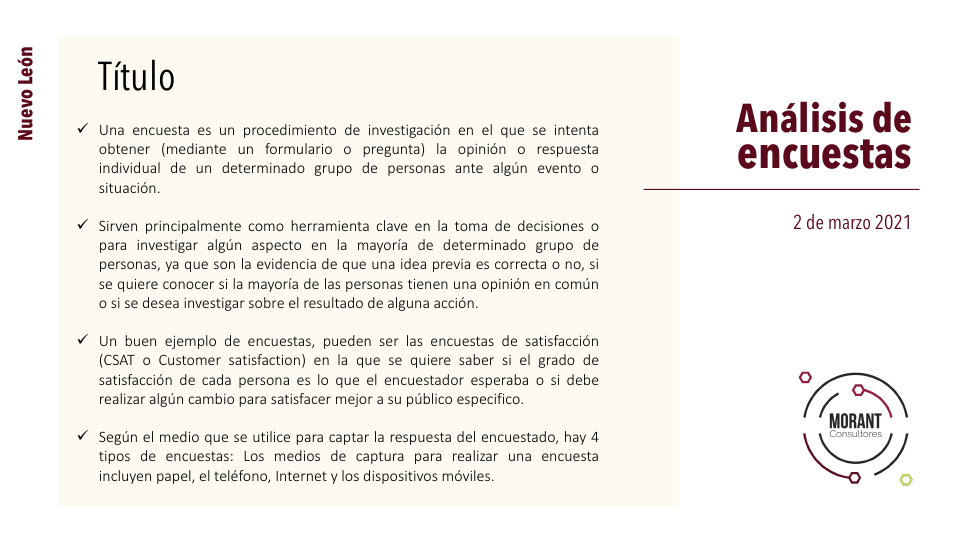 Nuevo León
Título
✓ Una encuesta es un procedimiento de investigación en el que se intenta
obtener (mediante un formulario o pregunta) la opinión o respuesta
individual de un determinado grupo de personas ante algún evento o
situación.
✓ Sirven principalmente como herramienta clave en la toma de decisiones o
para investigar algún aspecto en la mayoría de determinado grupo de
personas, ya que son la evidencia de que una idea previa es correcta o no, si
se quiere conocer si la mayoría de las personas tienen una opinión en común
o si se desea investigar sobre el resultado de alguna acción.
✓ Un buen ejemplo de encuestas, pueden ser las encuestas de satisfacción
(CSAT o Customer satisfaction) en la que se quiere saber si el grado de
satisfacción de cada persona es lo que el encuestador esperaba o si debe
realizar algún cambio para satisfacer mejor a su público especifico.
✓ Según el medio que se utilice para captar la respuesta del encuestado, hay 4
tipos de encuestas: Los medios de captura para realizar una encuesta
incluyen papel, el teléfono, Internet y los dispositivos móviles.
Análisis de
encuestas
2 de marzo 2021
MORANT
Consultores